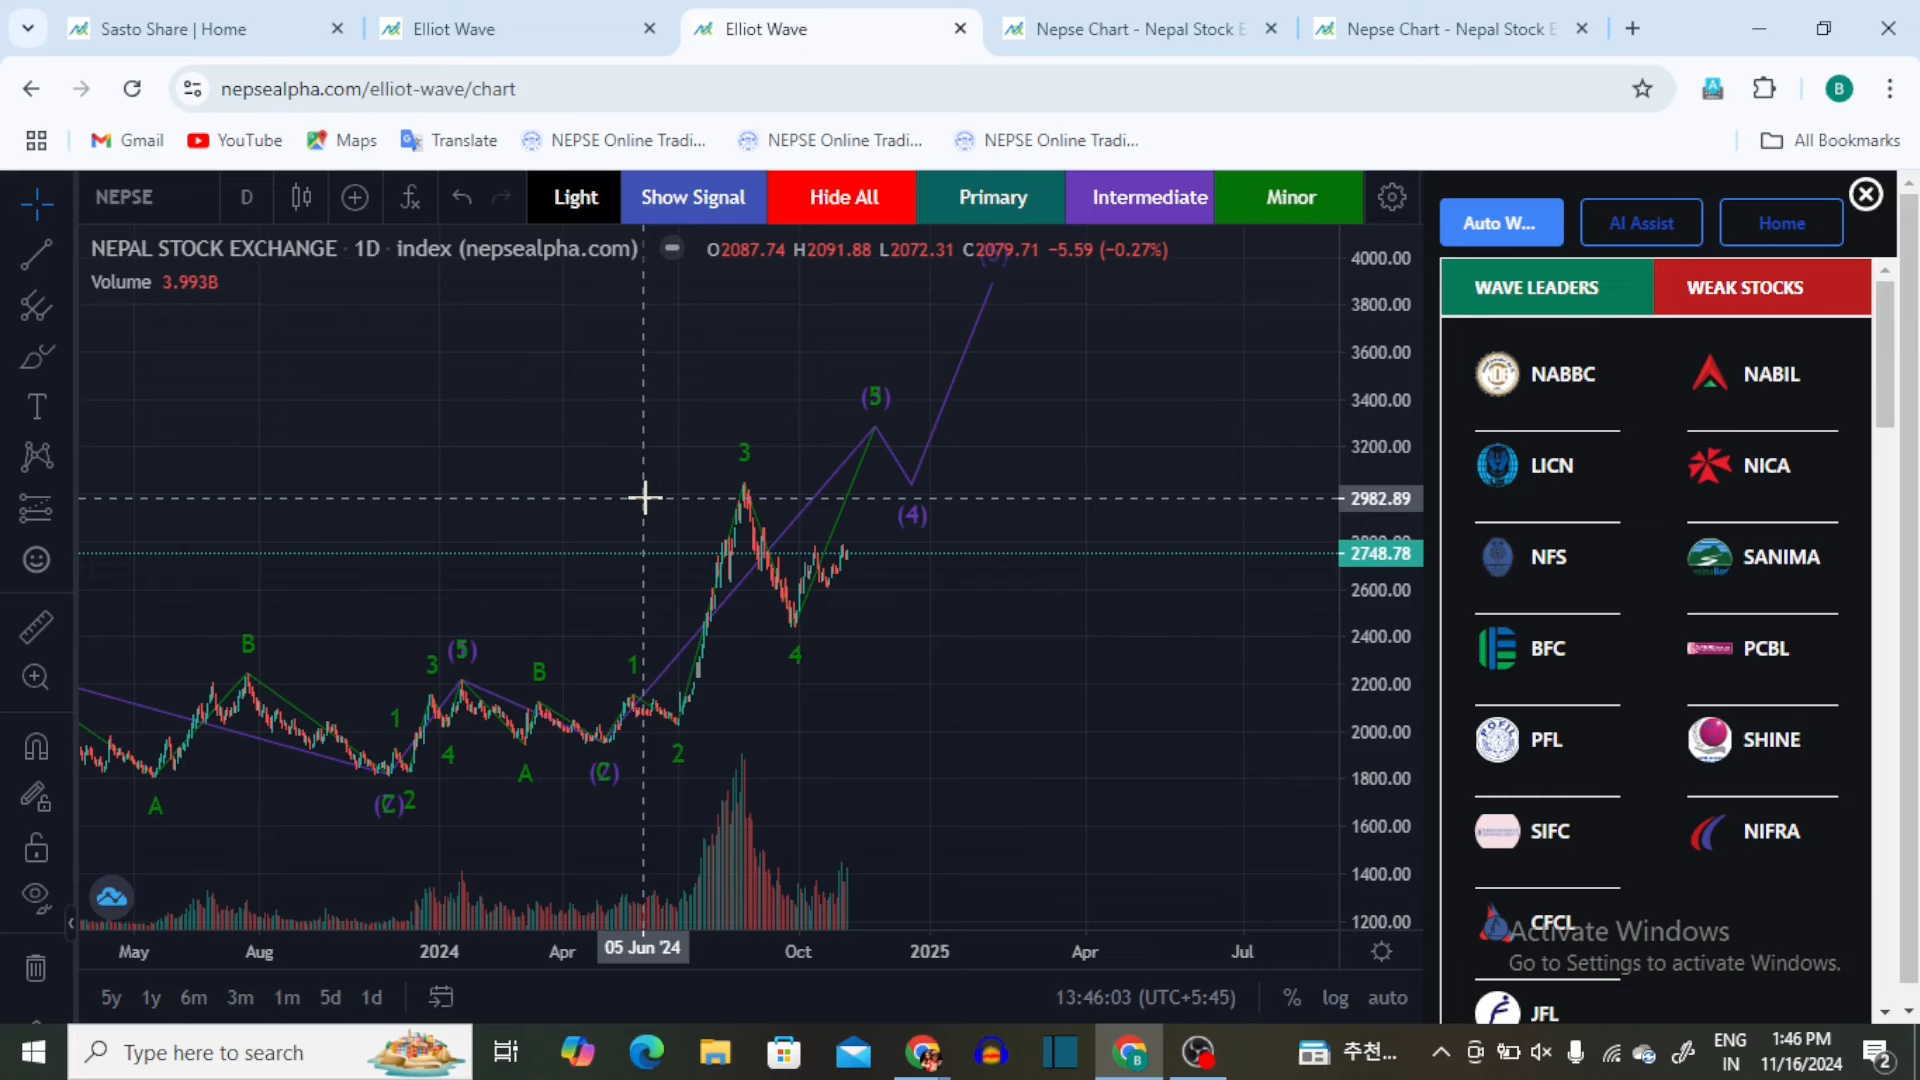 Sasto Share | Home
Elliot Wave
Elliot Wave
Nepse Chart - Nepal Stock E
Nepse Chart - Nepal Stock E
nepsealpha.com/elliot-wave/chart
B
Gmail
YouTube
Maps
Translate
NEPSE Online Tradi...
NEPSE Online Tradi...
NEPSE Online Tradi...
All Bookmarks
NEPSE
D
Light
Show Signal
Hide All
Primary
Intermediate
Minor
Auto W...
AI Assist
Home
NEPAL STOCK EXCHANGE · 1D · index (nepsealpha.com)
O2087.74 H2091.88 L2072.31 C2079.71 −5.59 (−0.27%)
Volume 3.993B
WAVE LEADERS
WEAK STOCKS
NABBC
NABIL
LICN
NICA
NFS
SANIMA
BFC
PCBL
PFL
SHINE
SIFC
NIFRA
CFCL
JFL
4000.00
3800.00
3600.00
3400.00
3200.00
2982.89
2748.78
2600.00
2400.00
2200.00
2000.00
1800.00
1600.00
1400.00
1200.00
3
(4)
4
B
3
B
1
1
4
A
2
A
2
May
Aug
2024
Apr
05 Jun '24
Oct
2025
Apr
Jul
5y
1y
6m
3m
1m
5d
1d
13:46:03 (UTC+5:45)
%
log
auto
Activate Windows
Go to Settings to activate Windows.
Type here to search
추천...
ENG
IN
1:46 PM
11/16/2024
2